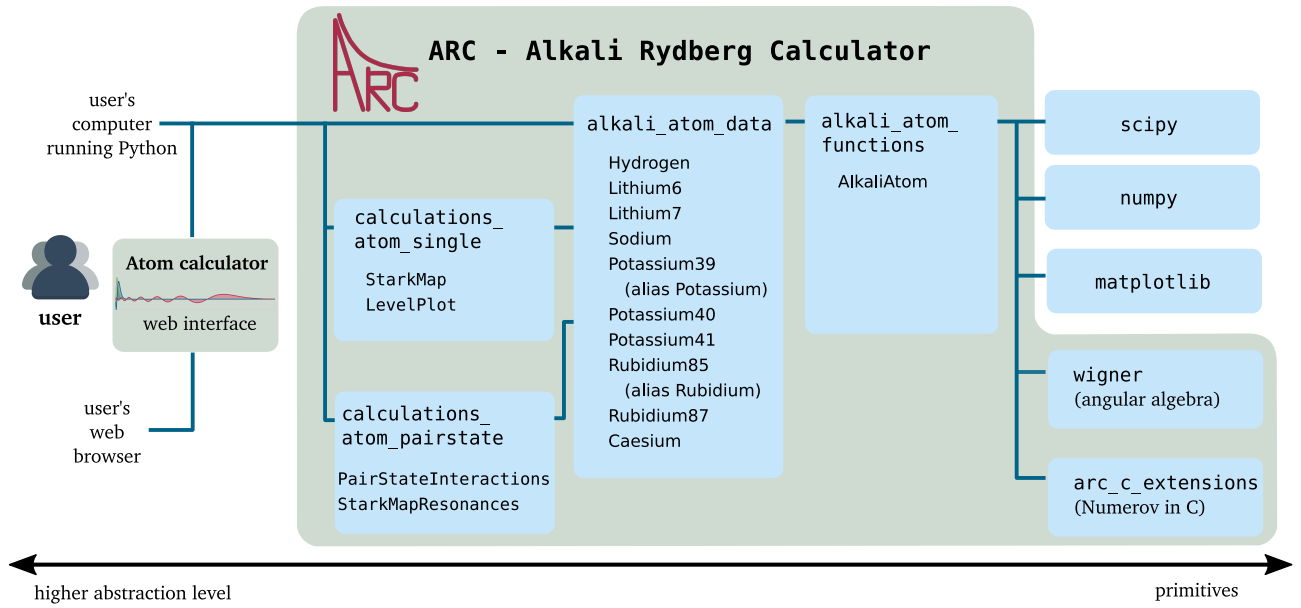 ARC
ARC - Alkali Rydberg Calculator
user's
computer
running Python
user
Atom calculator
web interface
user's
web
browser
calculations_
atom_single
StarkMap
LevelPlot
calculations_
atom_pairstate
PairStateInteractions
StarkMapResonances
alkali_atom_data
Hydrogen
Lithium6
Lithium7
Sodium
Potassium39
(alias Potassium)
Potassium40
Potassium41
Rubidium85
(alias Rubidium)
Rubidium87
Caesium
alkali_atom_
functions
AlkaliAtom
scipy
numpy
matplotlib
wigner
(angular algebra)
arc_c_extensions
(Numerov in C)
higher abstraction level
primitives